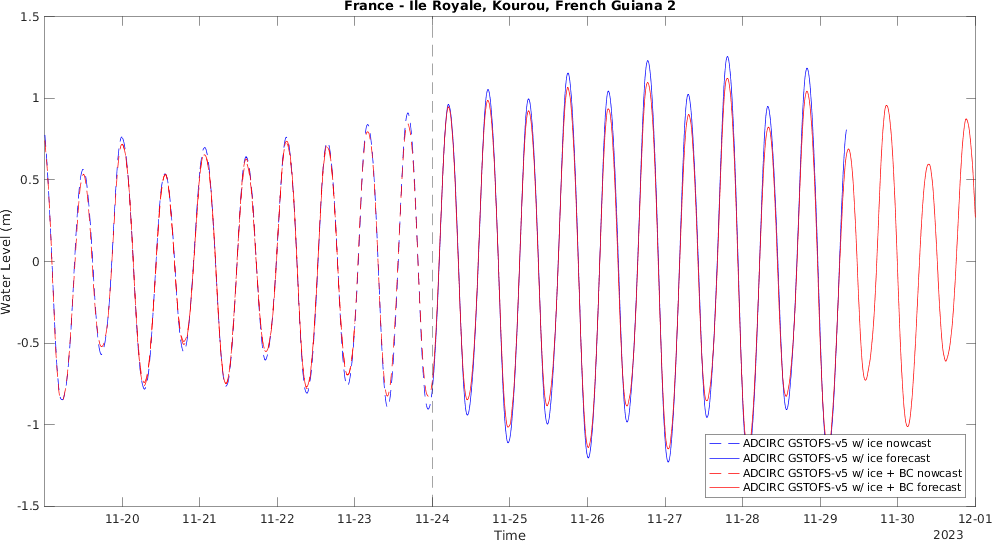 France - Ile Royale, Kourou, French Guiana 2
1.5
1
0.5
0
-0.5
-1
-1.5
Water Level (m)
ADCIRC GSTOFS-v5 w/ ice nowcast
ADCIRC GSTOFS-v5 w/ ice forecast
ADCIRC GSTOFS-v5 w/ ice + BC nowcast
ADCIRC GSTOFS-v5 w/ ice + BC forecast
11-20 11-21 11-22 11-23 11-24 11-25 11-26 11-27 11-28 11-29 11-30 12-01
Time
2023